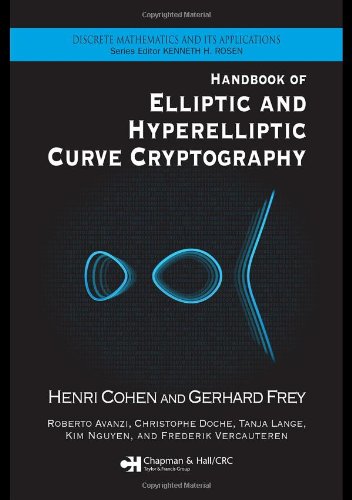 DISCRETE MATHEMATICS AND ITS APPLICATIONS
Series Editor KENNETH H. ROSEN
HANDBOOK OF
ELLIPTIC AND
HYPERELLIPTIC
CURVE CRYPTOGRAPHY
HENRI COHEN AND GERHARD FREY
ROBERTO AVANZI, CHRISTOPHE DOCHE, TANJA LANGE,
KIM NGUYEN, AND FREDERIK VERCAUTEREN
Chapman & Hall/CRC
Taylor & Francis Group